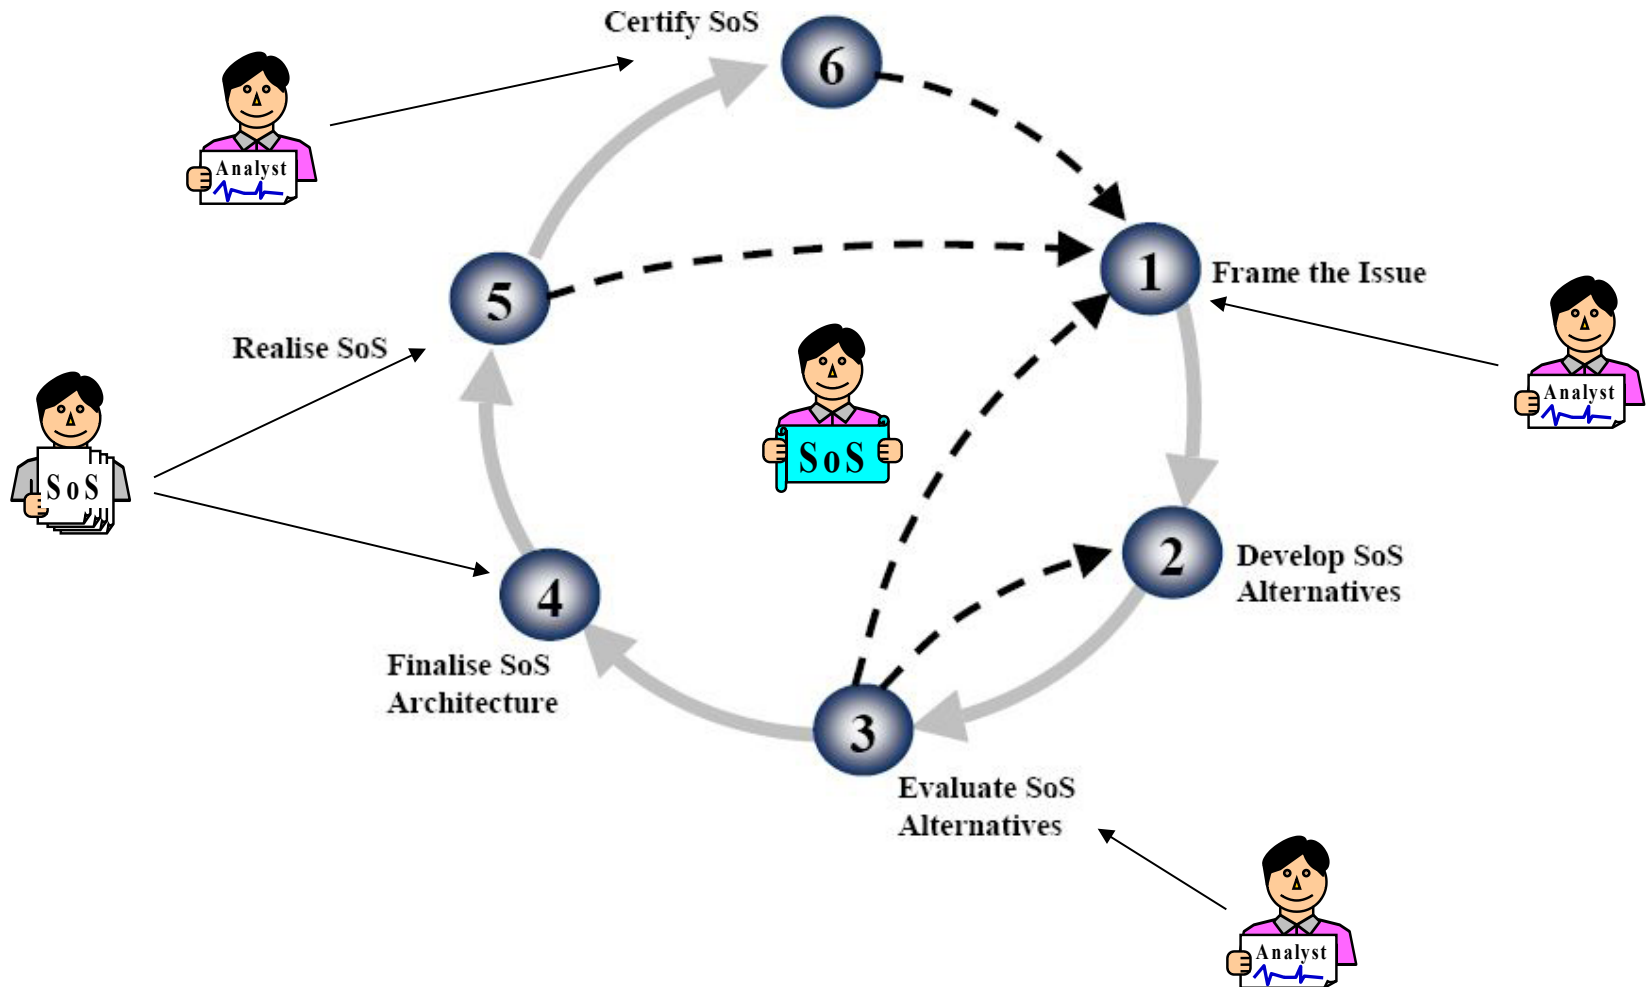 Certify SoS
6
Analyst
5
1
Frame the Issue
Realise SoS
Analyst
SoS
SoS
2
Develop SoS
Alternatives
4
Finalise SoS
Architecture
3
Evaluate SoS
Alternatives
Analyst